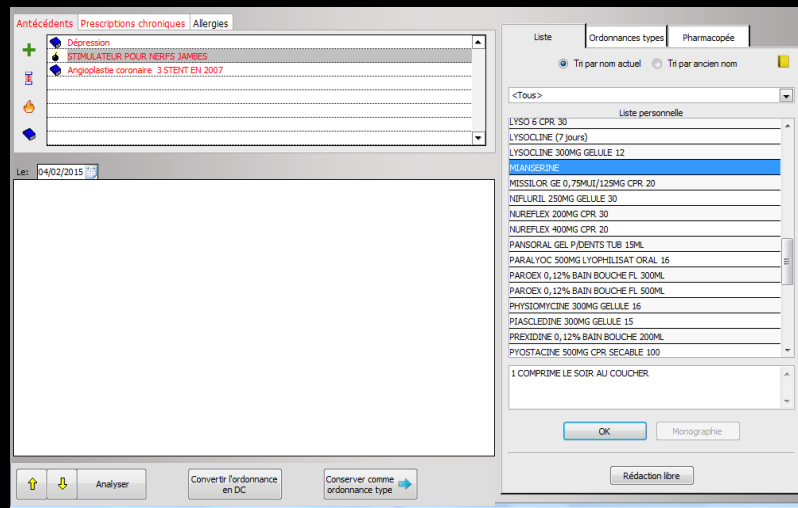 Antécédents Prescriptions chroniques Allergies
Dépression
STIMULATEUR POUR NERFS JAMBES
Angioplastie coronaire 3 STENT EN 2007
Le: 04/02/2015
Analyser
Convertir l'ordonnance
en DC
Conserver comme
ordonnance type
Liste Ordonnances types Pharmacopée
Tri par nom actuel Tri par ancien nom
<Tous>
Liste personnelle
LYSO 6 CPR 30
LYSOCLINE (7 jours)
LYSOCLINE 300MG GELULE 12
MIANSERINE
MISSILOR GE 0,75MUI/125MG CPR 20
NIFLURIL 250MG GELULE 30
NUREFLEX 200MG CPR 30
NUREFLEX 400MG CPR 20
PANSORAL GEL P/DENTS TUB 15ML
PARALYOC 500MG LYOPHILISAT ORAL 16
PAROEX 0,12% BAIN BOUCHE FL 300ML
PAROEX 0,12% BAIN BOUCHE FL 500ML
PHYSIOMYCINE 300MG GELULE 16
PIASCLEDINE 300MG GELULE 15
PREXIDINE 0,12% BAIN BOUCHE 200ML
PYOSTACINE 500MG CPR SECABLE 100
1 COMPRIME LE SOIR AU COUCHER
OK Monographie
Rédaction libre